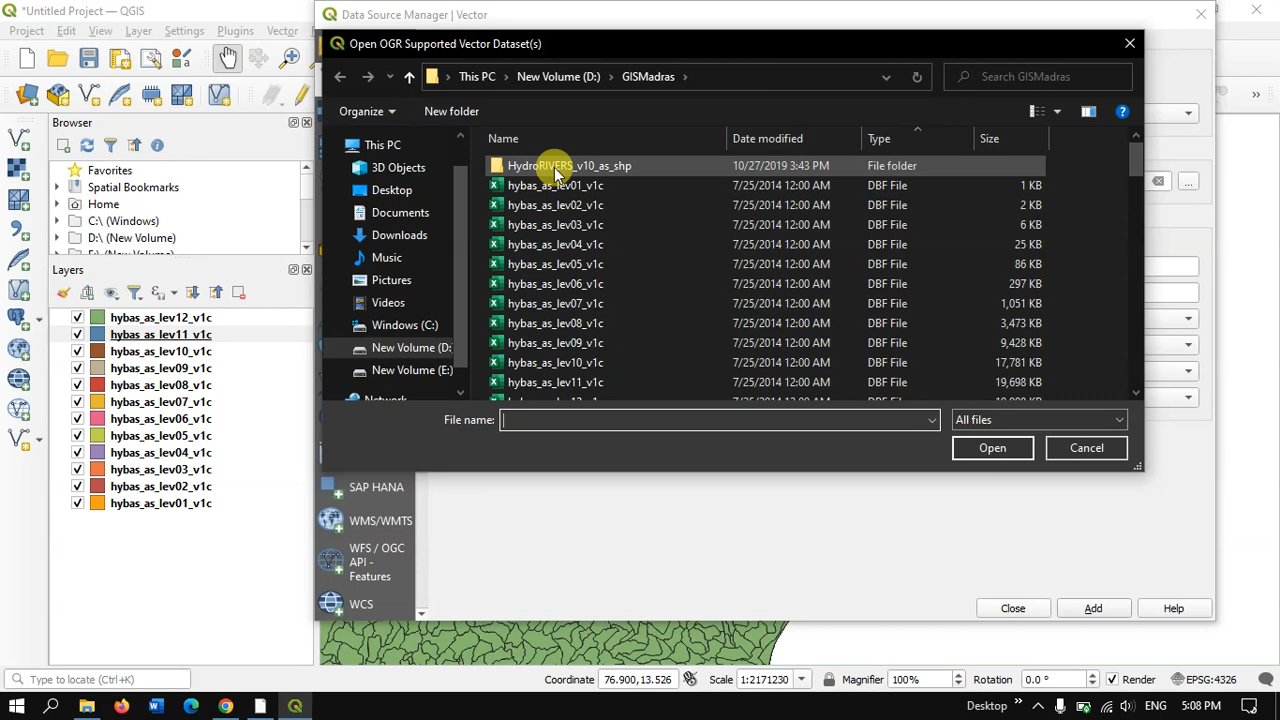 *Untitled Project — QGIS
Project Edit View Layer Settings Plugins Vector
Data Source Manager | Vector
Open OGR Supported Vector Dataset(s)
This PC > New Volume (D:) > GISMadras >
Search GISMadras
Organize New folder
Name Date modified Type Size
This PC
3D Objects
Desktop
Documents
Downloads
Music
Pictures
Videos
Windows (C:)
New Volume (D:
New Volume (E:)
Network
HydroRIVERS_v10_as_shp 10/27/2019 3:43 PM File folder
hybas_as_lev01_v1c 7/25/2014 12:00 AM DBF File 1 KB
hybas_as_lev02_v1c 7/25/2014 12:00 AM DBF File 2 KB
hybas_as_lev03_v1c 7/25/2014 12:00 AM DBF File 6 KB
hybas_as_lev04_v1c 7/25/2014 12:00 AM DBF File 25 KB
hybas_as_lev05_v1c 7/25/2014 12:00 AM DBF File 86 KB
hybas_as_lev06_v1c 7/25/2014 12:00 AM DBF File 297 KB
hybas_as_lev07_v1c 7/25/2014 12:00 AM DBF File 1,051 KB
hybas_as_lev08_v1c 7/25/2014 12:00 AM DBF File 3,473 KB
hybas_as_lev09_v1c 7/25/2014 12:00 AM DBF File 9,428 KB
hybas_as_lev10_v1c 7/25/2014 12:00 AM DBF File 17,781 KB
hybas_as_lev11_v1c 7/25/2014 12:00 AM DBF File 19,698 KB
File name:
All files
Open Cancel
Browser
Favorites
Spatial Bookmarks
Home
C:\ (Windows)
D:\ (New Volume)
Layers
hybas_as_lev12_v1c
hybas_as_lev11_v1c
hybas_as_lev10_v1c
hybas_as_lev09_v1c
hybas_as_lev08_v1c
hybas_as_lev07_v1c
hybas_as_lev06_v1c
hybas_as_lev05_v1c
hybas_as_lev04_v1c
hybas_as_lev03_v1c
hybas_as_lev02_v1c
hybas_as_lev01_v1c
SAP HANA
WMS/WMTS
WFS / OGC
API -
Features
WCS
Close Add Help
Type to locate (Ctrl+K)
Coordinate 76.900,13.526 Scale 1:2171230 Magnifier 100% Rotation 0.0 ° Render EPSG:4326
Desktop ENG 5:08 PM